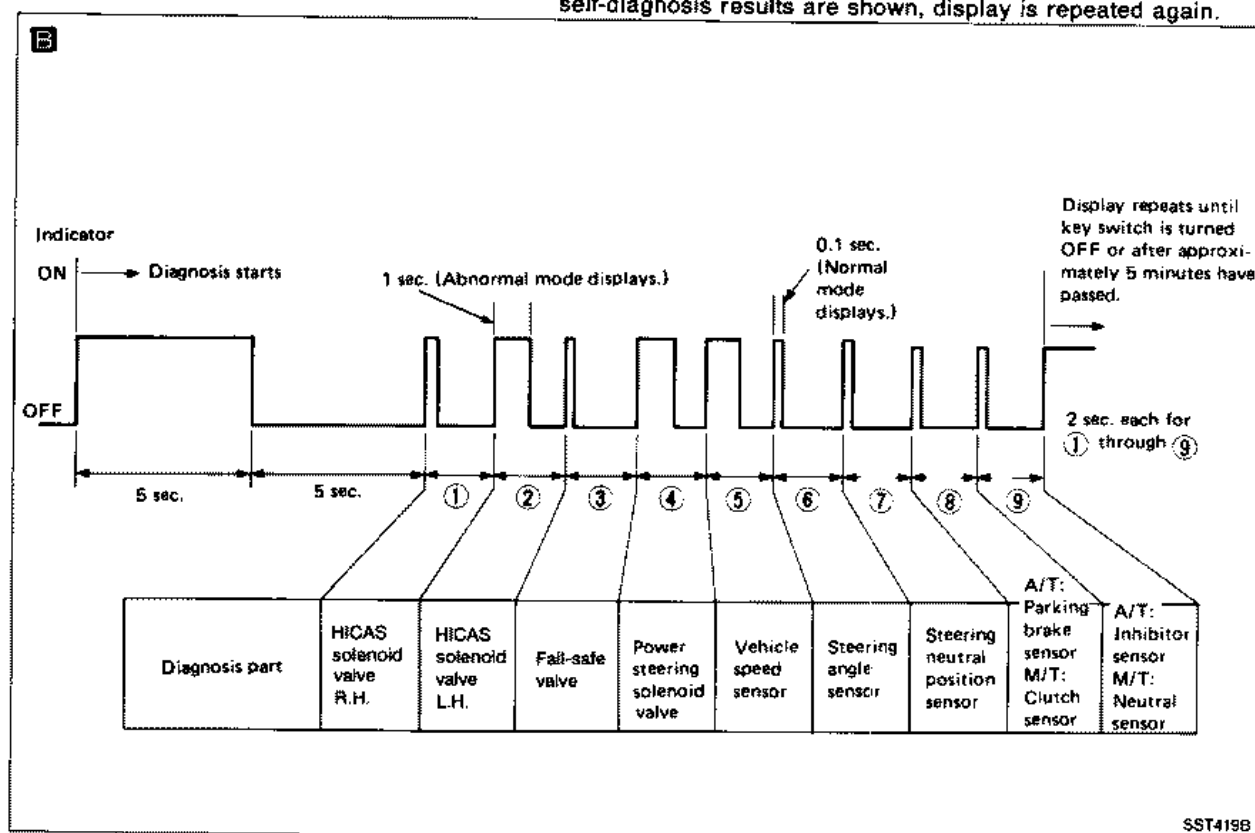 self-diagnosis results are shown, display is repeated again.
B
Display repeats until
key switch is turned
OFF or after approxi-
mately 5 minutes have
passed.
Indicator
ON
Diagnosis starts
1 sec. (Abnormal mode displays.)
0.1 sec.
(Normal
mode
displays.)
OFF
2 sec. each for
① through ⑨
5 sec.
5 sec.
① ② ③ ④ ⑤ ⑥ ⑦ ⑧ ⑨
Diagnosis part
HICAS
solenoid
valve
R.H.
HICAS
solenoid
valve
L.H.
Fail-safe
valve
Power
steering
solenoid
valve
Vehicle
speed
sensor
Steering
angle
sensor
Steering
neutral
position
sensor
A/T:
Parking
brake
sensor
M/T:
Clutch
sensor
A/T:
Inhibitor
sensor
M/T:
Neutral
sensor
SST419B